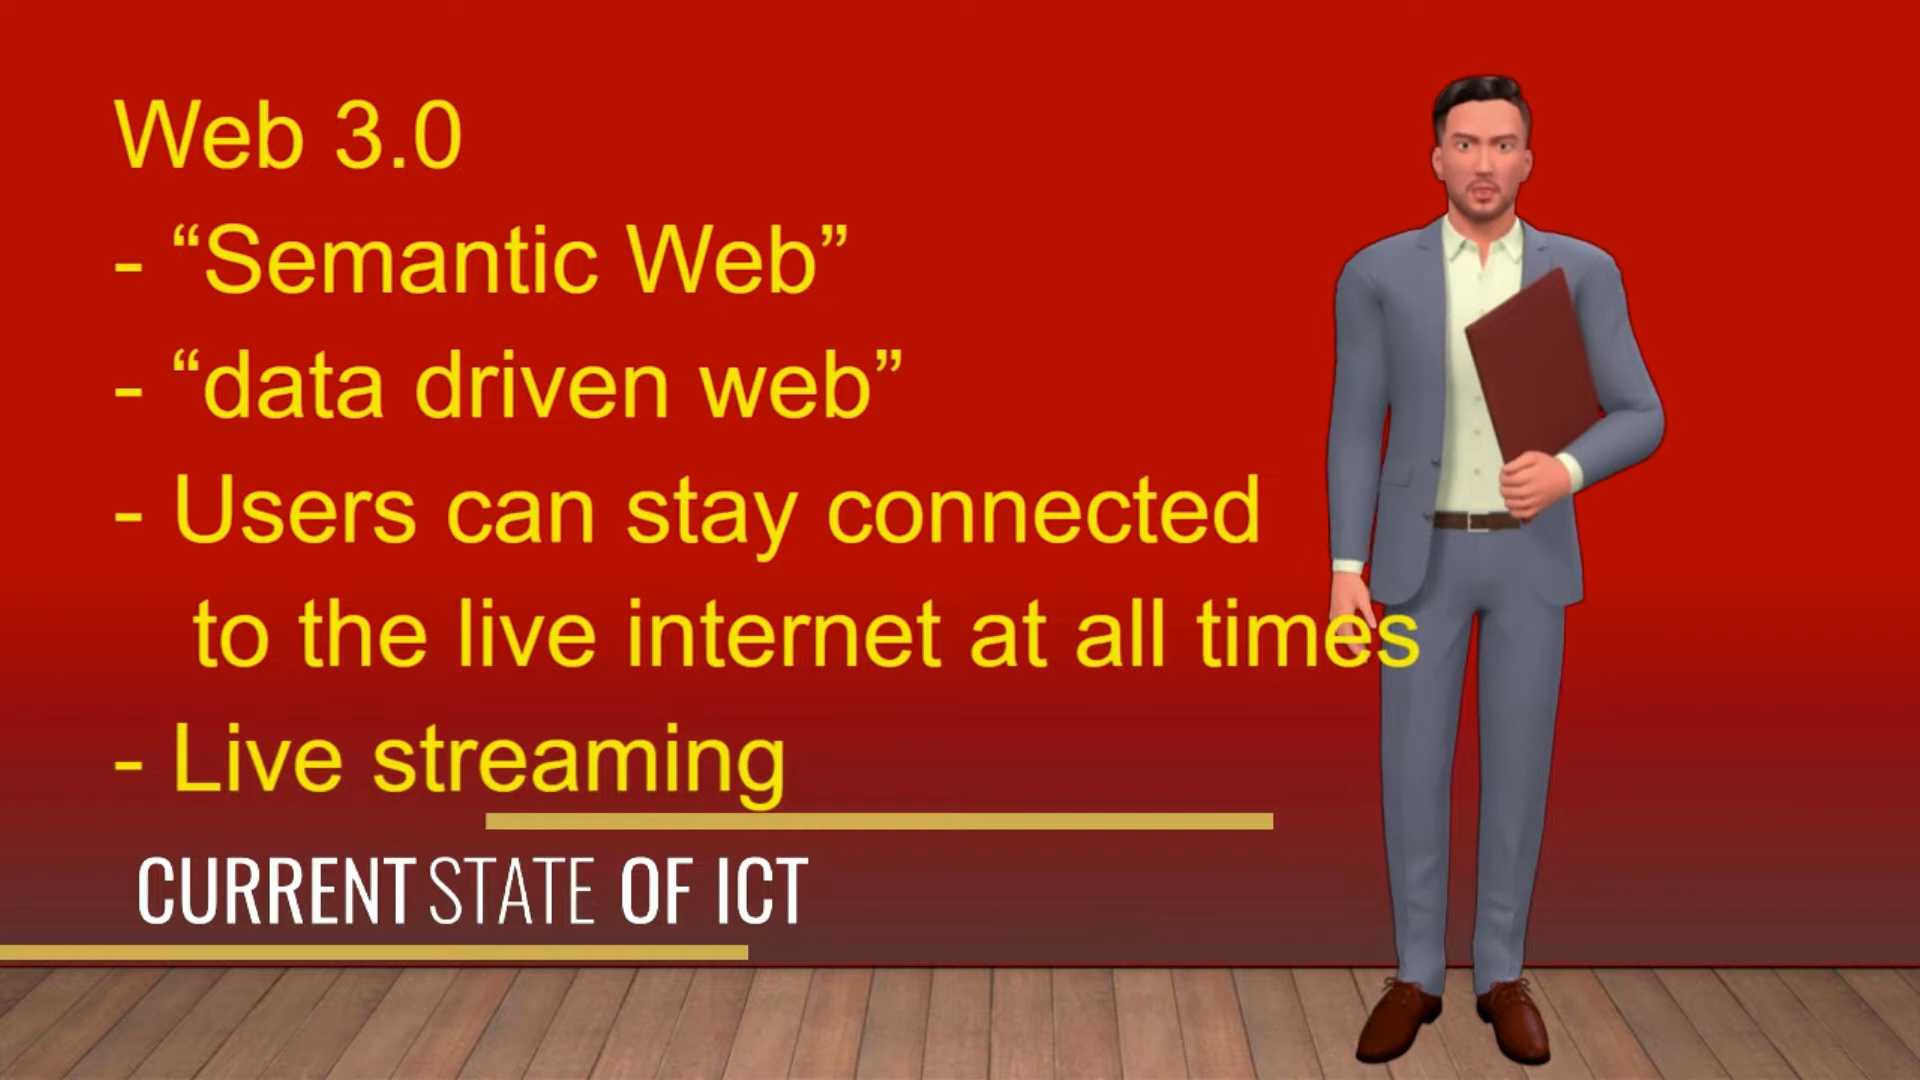 Web 3.0
- “Semantic Web”
- “data driven web”
- Users can stay connected
to the live internet at all times
- Live streaming
CURRENT STATE OF ICT